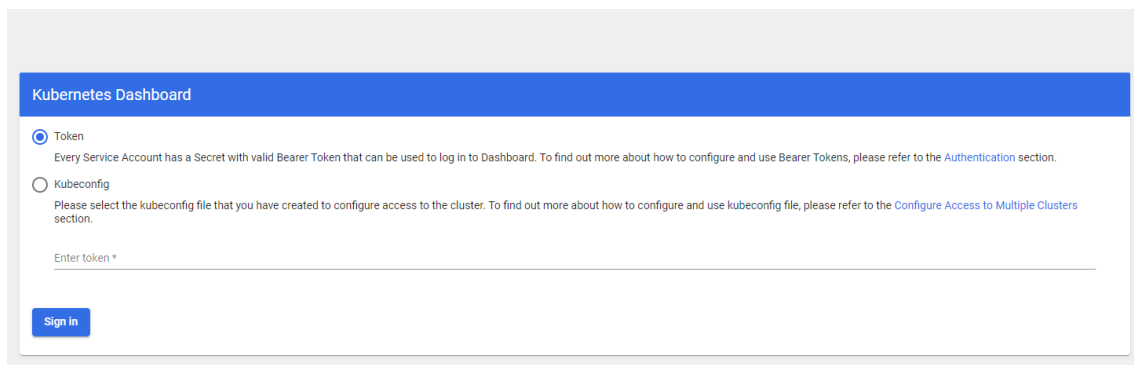 Kubernetes Dashboard
Token
Every Service Account has a Secret with valid Bearer Token that can be used to log in to Dashboard. To find out more about how to configure and use Bearer Tokens, please refer to the Authentication section.
Kubeconfig
Please select the kubeconfig file that you have created to configure access to the cluster. To find out more about how to configure and use kubeconfig file, please refer to the Configure Access to Multiple Clusters
section.
Enter token *
Sign in